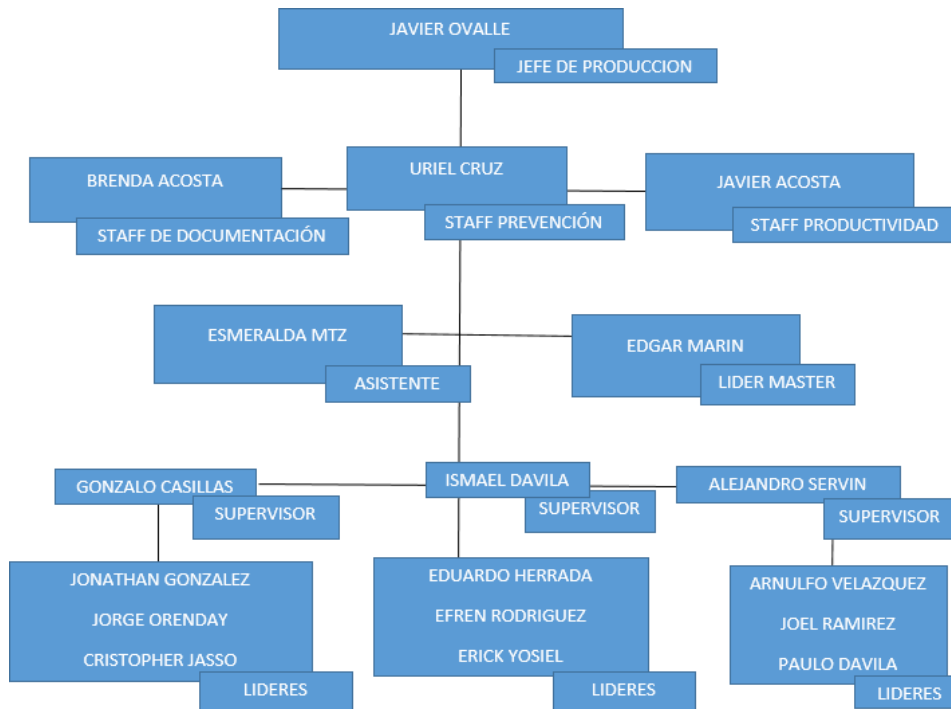 JAVIER OVALLE
JEFE DE PRODUCCION
BRENDA ACOSTA
STAFF DE DOCUMENTACIÓN
URIEL CRUZ
STAFF PREVENCIÓN
JAVIER ACOSTA
STAFF PRODUCTIVIDAD
ESMERALDA MTZ
ASISTENTE
EDGAR MARIN
LIDER MASTER
GONZALO CASILLAS
SUPERVISOR
ISMAEL DAVILA
SUPERVISOR
ALEJANDRO SERVIN
SUPERVISOR
JONATHAN GONZALEZ
JORGE ORENDAY
CRISTOPHER JASSO
LIDERES
EDUARDO HERRADA
EFREN RODRIGUEZ
ERICK YOSIEL
LIDERES
ARNULFO VELAZQUEZ
JOEL RAMIREZ
PAULO DAVILA
LIDERES